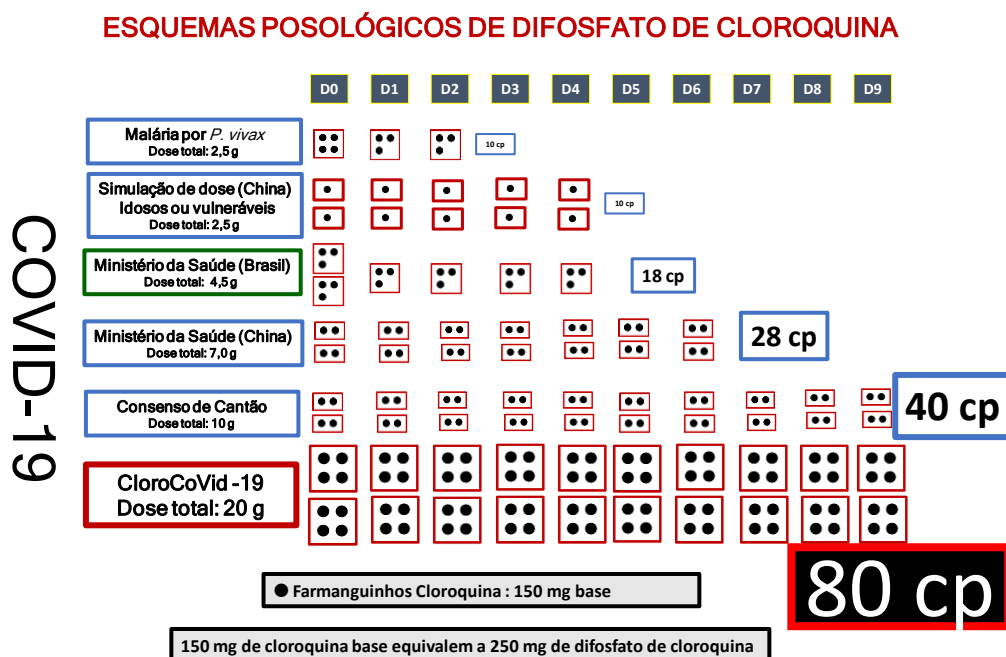 ESQUEMAS POSOLÓGICOS DE DIFOSFATO DE CLOROQUINA
D0 D1 D2 D3 D4 D5 D6 D7 D8 D9
COVID-19
Malária por P. vivax
Dose total: 2,5 g
10 cp
Simulação de dose (China)
Idosos ou vulneráveis
Dose total: 2,5 g
10 cp
Ministério da Saúde (Brasil)
Dose total: 4,5 g
18 cp
Ministério da Saúde (China)
Dose total: 7,0 g
28 cp
Consenso de Cantão
Dose total: 10 g
40 cp
CloroCoVid -19
Dose total: 20 g
80 cp
Farmanguinhos Cloroquina : 150 mg base
150 mg de cloroquina base equivalem a 250 mg de difosfato de cloroquina